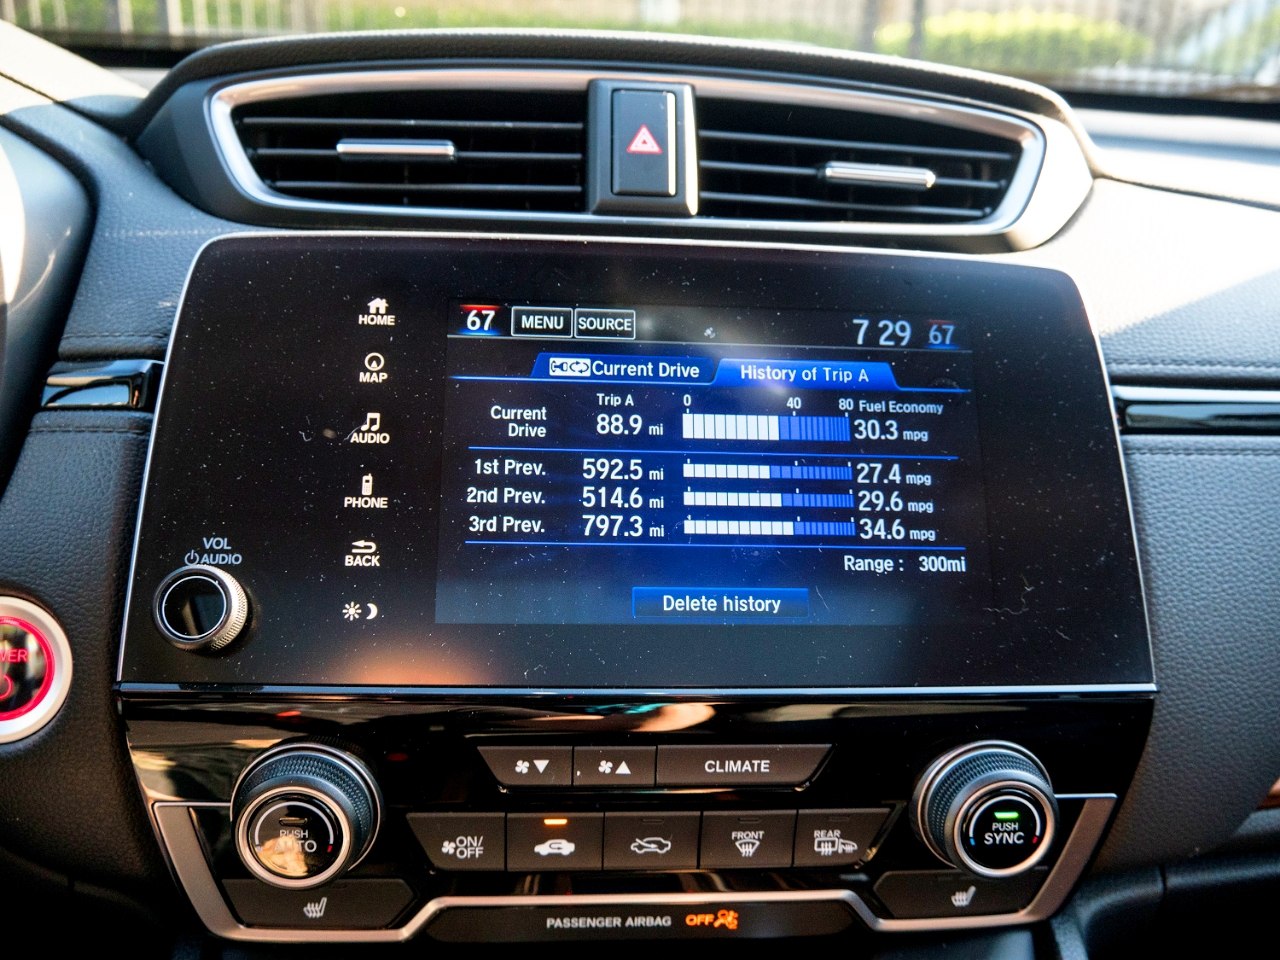 67 MENU SOURCE 7 29 67
HOME
MAP
AUDIO
PHONE
BACK
Current Drive History of Trip A
Trip A 0 40 80 Fuel Economy
Current Drive 88.9 mi 30.3 mpg
1st Prev. 592.5 mi 27.4 mpg
2nd Prev. 514.6 mi 29.6 mpg
3rd Prev. 797.3 mi 34.6 mpg
Range : 300mi
Delete history
VOL
AUDIO
CLIMATE
PUSH
AUTO
ON/
OFF
FRONT
REAR
PUSH
SYNC
PASSENGER AIRBAG OFF